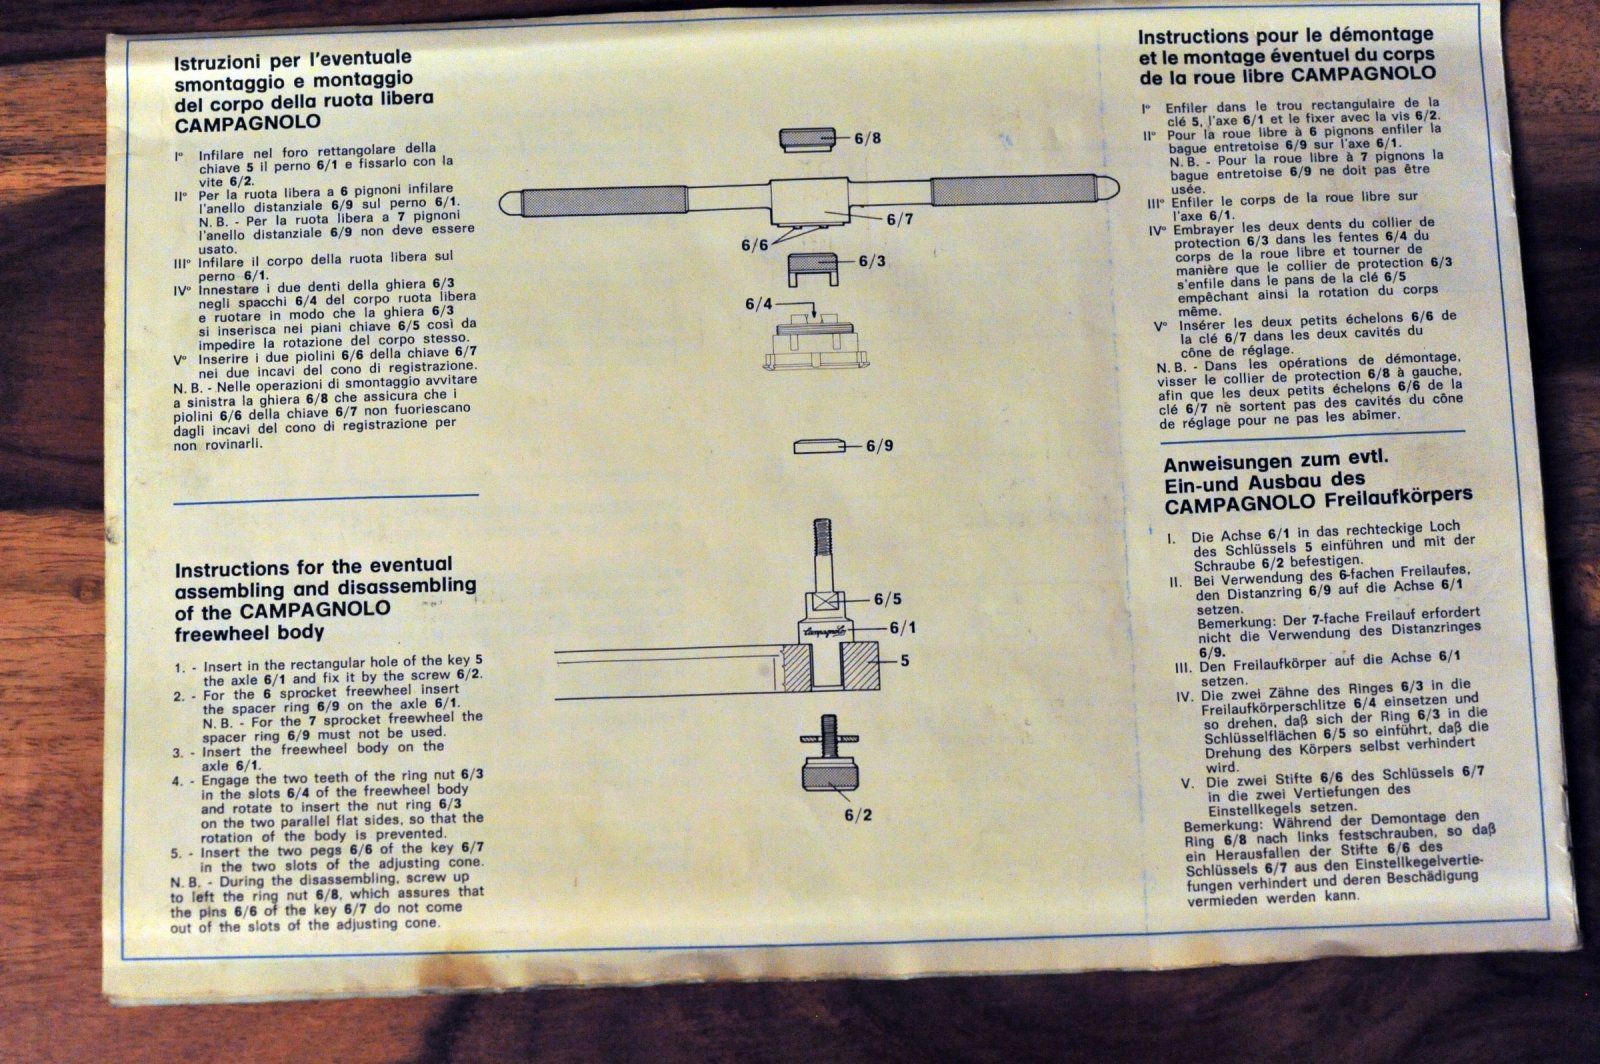 Istruzioni per l'eventuale
smontaggio e montaggio
del corpo della ruota libera
CAMPAGNOLO
I° Infilare nel foro rettangolare della
chiave 5 il perno 6/1 e fissarlo con la
vite 6/2.
II° Per la ruota libera a 6 pignoni infilare
l'anello distanziale 6/9 sul perno 6/1.
N. B. - Per la ruota libera a 7 pignoni
l'anello distanziale 6/9 non deve essere
usato.
III° Infilare il corpo della ruota libera sul
perno 6/1.
IV° Innestare i due denti della ghiera 6/3
negli spacchi 6/4 del corpo ruota libera
e ruotare in modo che la ghiera 6/3
si inserisca nei piani chiave 6/5 così da
impedire la rotazione del corpo stesso.
V° Inserire i due piolini 6/6 della chiave 6/7
nei due incavi del cono di registrazione.
N. B. - Nelle operazioni di smontaggio avvitare
a sinistra la ghiera 6/8 che assicura che i
piolini 6/6 della chiave 6/7 non fuoriescano
dagli incavi del cono di registrazione per
non rovinarli.
Instructions for the eventual
assembling and disassembling
of the CAMPAGNOLO
freewheel body
1. - Insert in the rectangular hole of the key 5
the axle 6/1 and fix it by the screw 6/2.
2. - For the 6 sprocket freewheel insert
the spacer ring 6/9 on the axle 6/1.
N. B. - For the 7 sprocket freewheel the
spacer ring 6/9 must not be used.
3. - Insert the freewheel body on the
axle 6/1.
4. - Engage the two teeth of the ring nut 6/3
in the slots 6/4 of the freewheel body
and rotate to insert the nut ring 6/3
on the two parallel flat sides, so that the
rotation of the body is prevented.
5. - Insert the two pegs 6/6 of the key 6/7
in the two slots of the adjusting cone.
N. B. - During the disassembling, screw up
to left the ring nut 6/8, which assures that
the pins 6/6 of the key 6/7 do not come
out of the slots of the adjusting cone.
6/8
6/7
6/6
6/3
6/4
6/9
6/5
Campagnolo
6/1
5
6/2
Instructions pour le démontage
et le montage éventuel du corps
de la roue libre CAMPAGNOLO
I° Enfiler dans le trou rectangulaire de la
clé 5, l'axe 6/1 et le fixer avec la vis 6/2.
II° Pour la roue libre à 6 pignons enfiler la
bague entretoise 6/9 sur l'axe 6/1.
N. B. - Pour la roue libre à 7 pignons la
bague entretoise 6/9 ne doit pas être
usée.
III° Enfiler le corps de la roue libre sur
l'axe 6/1.
IV° Embrayer les deux dents du collier de
protection 6/3 dans les fentes 6/4 du
corps de la roue libre et tourner de
manière que le collier de protection 6/3
s'enfile dans le pans de la clé 6/5
empêchant ainsi la rotation du corps
même.
V° Insérer les deux petits échelons 6/6 de
la clé 6/7 dans les deux cavités du
cône de réglage.
N. B. - Dans les opérations de démontage,
visser le collier de protection 6/8 à gauche,
afin que les deux petits échelons 6/6 de la
clé 6/7 ne sortent pas des cavités du cône
de réglage pour ne pas les abîmer.
Anweisungen zum evtl.
Ein-und Ausbau des
CAMPAGNOLO Freilaufkörpers
I. Die Achse 6/1 in das rechteckige Loch
des Schlüssels 5 einführen und mit der
Schraube 6/2 befestigen.
II. Bei Verwendung des 6-fachen Freilaufes,
den Distanzring 6/9 auf die Achse 6/1
setzen.
Bemerkung: Der 7-fache Freilauf erfordert
nicht die Verwendung des Distanzringes
6/9.
III. Den Freilaufkörper auf die Achse 6/1
setzen.
IV. Die zwei Zähne des Ringes 6/3 in die
Freilaufkörperschlitze 6/4 einsetzen und
so drehen, daß sich der Ring 6/3 in die
Schlüsselflächen 6/5 so einführt, daß die
Drehung des Körpers selbst verhindert
wird.
V. Die zwei Stifte 6/6 des Schlüssels 6/7
in die zwei Vertiefungen des
Einstellkegels setzen.
Bemerkung: Während der Demontage den
Ring 6/8 nach links festschrauben, so daß
ein Herausfallen der Stifte 6/6 des
Schlüssels 6/7 aus den Einstellkegelvertie-
fungen verhindert und deren Beschädigung
vermieden werden kann.